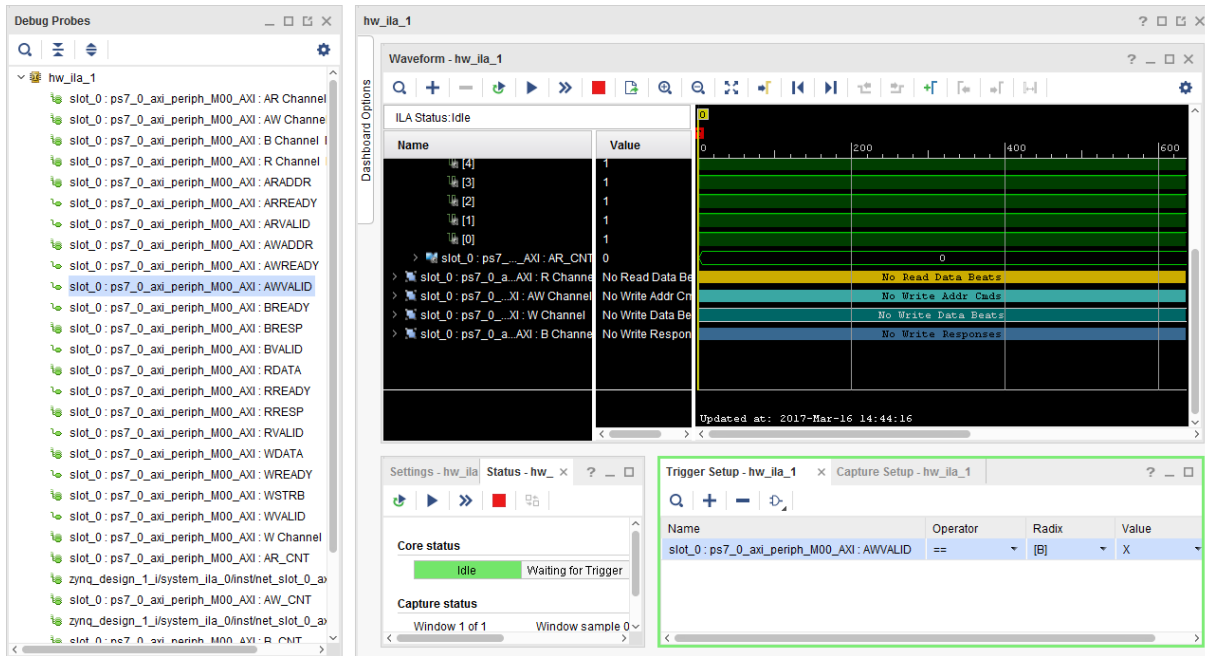 Debug Probes
hw_ila_1
slot_0 : ps7_0_axi_periph_M00_AXI : AR Channel
slot_0 : ps7_0_axi_periph_M00_AXI : AW Channe
slot_0 : ps7_0_axi_periph_M00_AXI : B Channel
slot_0 : ps7_0_axi_periph_M00_AXI : R Channel
slot_0 : ps7_0_axi_periph_M00_AXI : ARADDR
slot_0 : ps7_0_axi_periph_M00_AXI : ARREADY
slot_0 : ps7_0_axi_periph_M00_AXI : ARVALID
slot_0 : ps7_0_axi_periph_M00_AXI : AWADDR
slot_0 : ps7_0_axi_periph_M00_AXI : AWREADY
slot_0 : ps7_0_axi_periph_M00_AXI : AWVALID
slot_0 : ps7_0_axi_periph_M00_AXI : BREADY
slot_0 : ps7_0_axi_periph_M00_AXI : BRESP
slot_0 : ps7_0_axi_periph_M00_AXI : BVALID
slot_0 : ps7_0_axi_periph_M00_AXI : RDATA
slot_0 : ps7_0_axi_periph_M00_AXI : RREADY
slot_0 : ps7_0_axi_periph_M00_AXI : RRESP
slot_0 : ps7_0_axi_periph_M00_AXI : RVALID
slot_0 : ps7_0_axi_periph_M00_AXI : WDATA
slot_0 : ps7_0_axi_periph_M00_AXI : WREADY
slot_0 : ps7_0_axi_periph_M00_AXI : WSTRB
slot_0 : ps7_0_axi_periph_M00_AXI : WVALID
slot_0 : ps7_0_axi_periph_M00_AXI : W Channel
slot_0 : ps7_0_axi_periph_M00_AXI : AR_CNT
zynq_design_1_i/system_ila_0/inst/net_slot_0_ax
slot_0 : ps7_0_axi_periph_M00_AXI : AW_CNT
zynq_design_1_i/system_ila_0/inst/net_slot_0_ax
slot_0 : ps7_0_axi_periph_M00_AXI : B_CNT
hw_ila_1
Dashboard Options
Waveform - hw_ila_1
ILA Status:Idle
Name Value
0
0 200 400 600
[4] 1
[3] 1
[2] 1
[1] 1
[0] 1
slot_0 : ps7_..._AXI : AR_CNT 0 0
slot_0 : ps7_0_a...AXI : R Channe No Read Data Be No Read Data Beats
slot_0 : ps7_0_...XI : AW Channel No Write Addr Cm No Write Addr Cmds
slot_0 : ps7_0_...XI : W Channel No Write Data Be No Write Data Beats
slot_0 : ps7_0_a...AXI : B Channe No Write Respon No Write Responses
Updated at: 2017-Mar-16 14:44:16
Settings - hw_ila Status - hw_
Core status
Idle Waiting for Trigger
Capture status
Window 1 of 1 Window sample 0
Trigger Setup - hw_ila_1 Capture Setup - hw_ila_1
Name Operator Radix Value
slot_0 : ps7_0_axi_periph_M00_AXI : AWVALID == [B] X